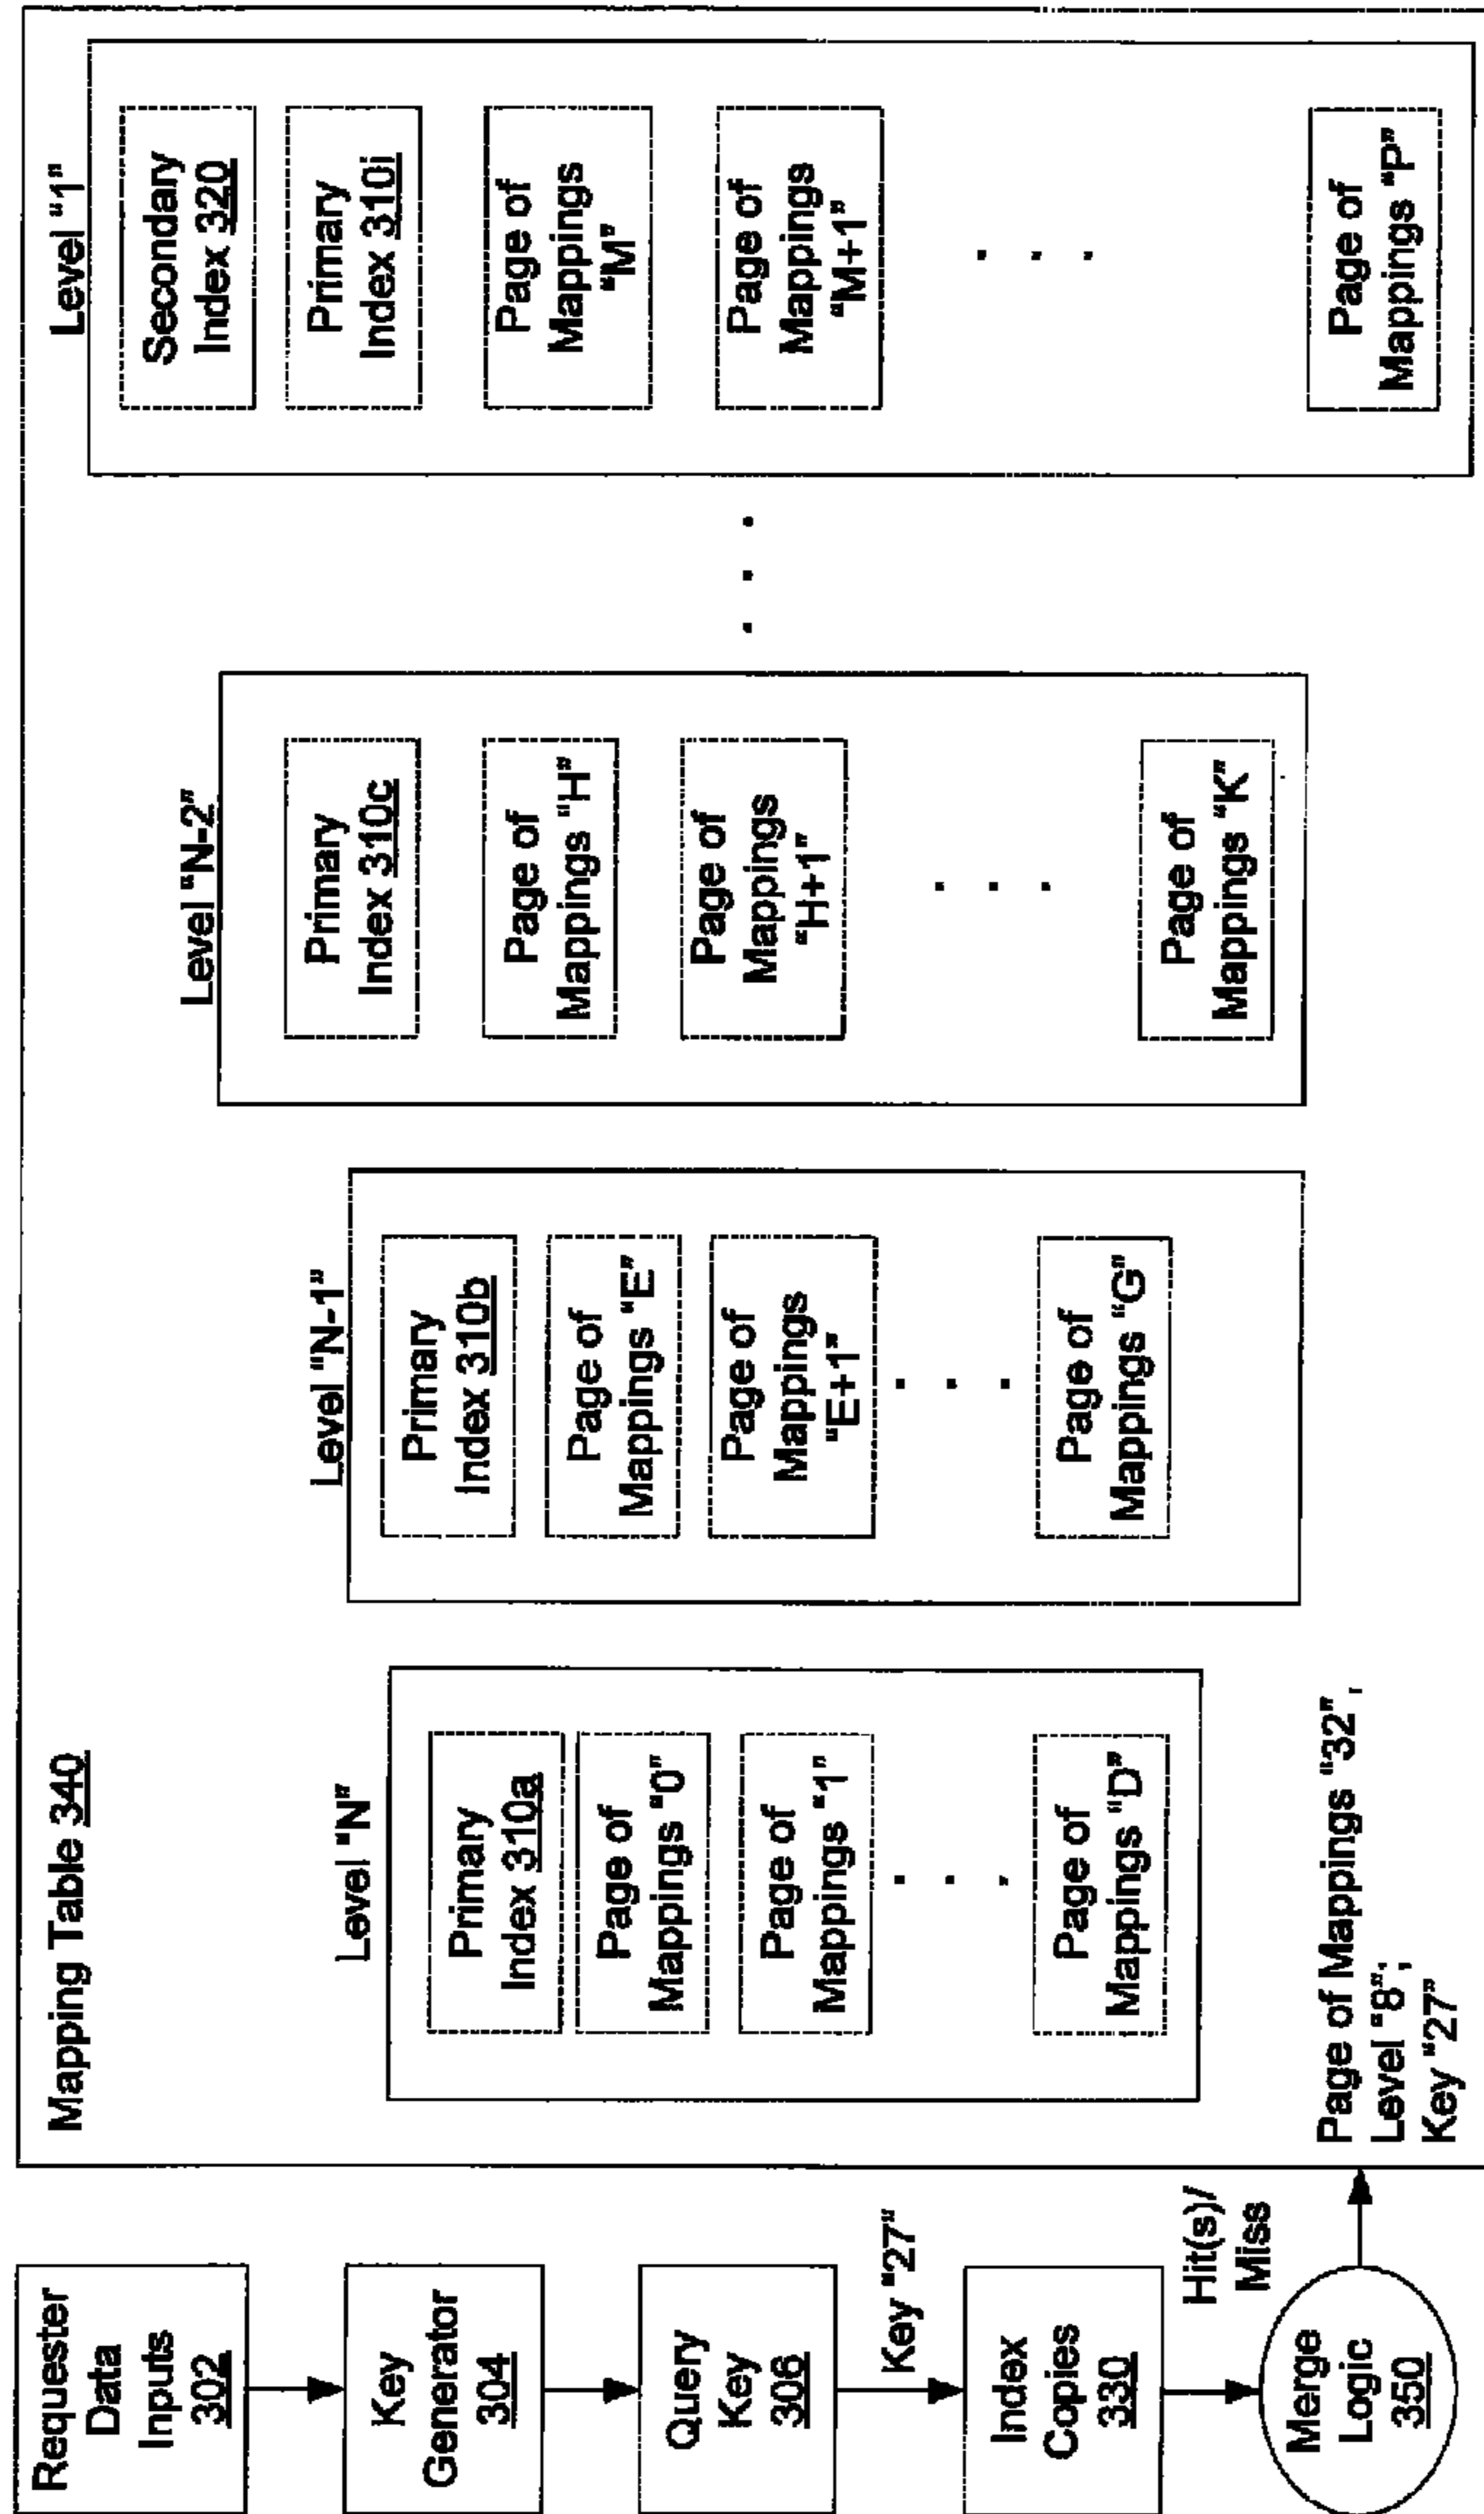 Requester
Data
Inputs
302
Key
Generator
304
Query
Key
306
Key "27"
Index
Copies
330
Hit(s)/
Miss
Merge
Logic
350
Mapping Table 340
Level "N"
Primary
Index 310a
Page of
Mappings "0"
Page of
Mappings "1"
. . .
Page of
Mappings "D"
Page of Mappings "32",
Level "8";
Key "27"
Level "N-1"
Primary
Index 310b
Page of
Mappings "E"
Page of
Mappings
"E+1"
. . .
Page of
Mappings "G"
Level "N-2"
Primary
Index 310c
Page of
Mappings "H"
Page of
Mappings
"H+1"
. . .
Page of
Mappings "K"
. . .
Level "1"
Secondary
Index 320
Primary
Index 310i
Page of
Mappings
"M"
Page of
Mappings
"M+1"
. . .
Page of
Mappings "P"